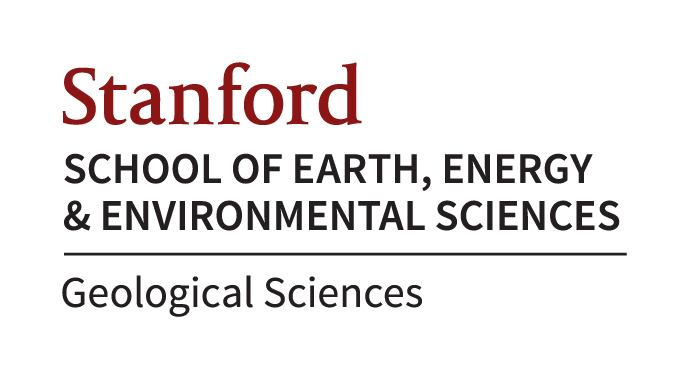 Stanford
SCHOOL OF EARTH, ENERGY
& ENVIRONMENTAL SCIENCES
Geological Sciences